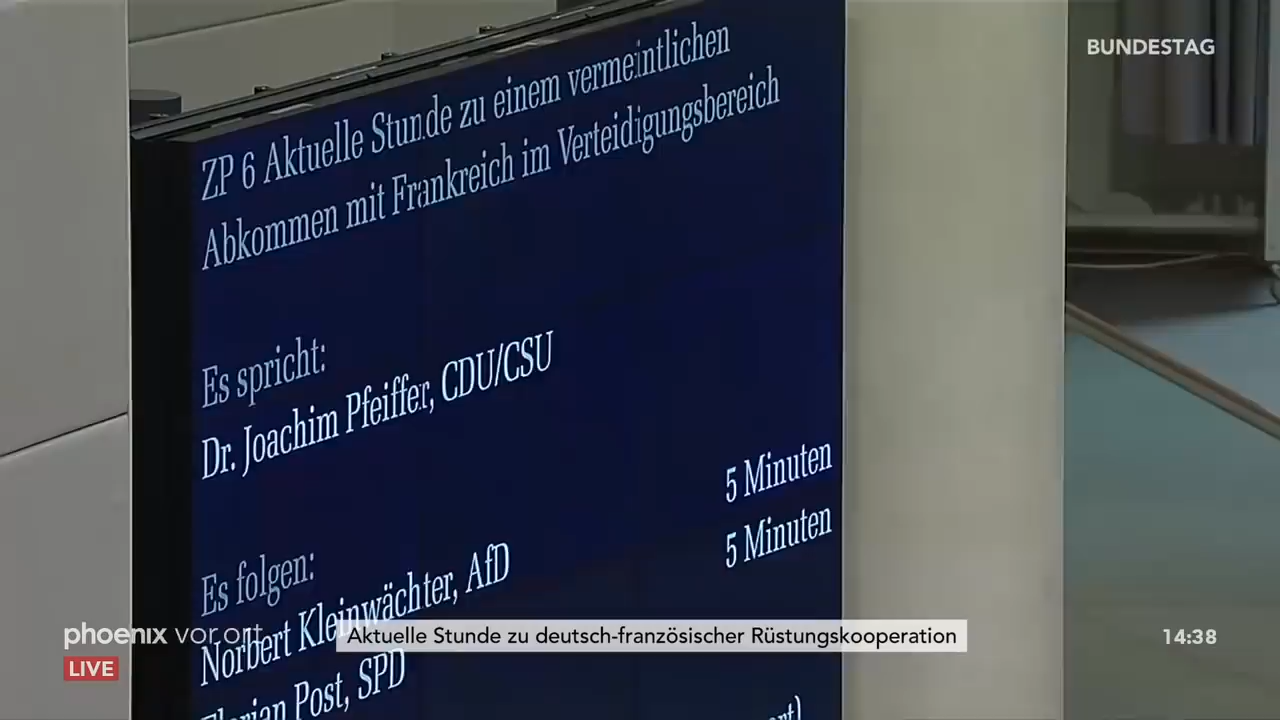 BUNDESTAG
ZP 6 Aktuelle Stunde zu einem vermeintlichen
Abkommen mit Frankreich im Verteidigungsbereich
Es spricht:
Dr. Joachim Pfeiffer, CDU/CSU
5 Minuten
Es folgen:
5 Minuten
Norbert Kleinwächter, AfD
Florian Post, SPD
phoenix vor ort
Aktuelle Stunde zu deutsch-französischer Rüstungskooperation
14:38
LIVE